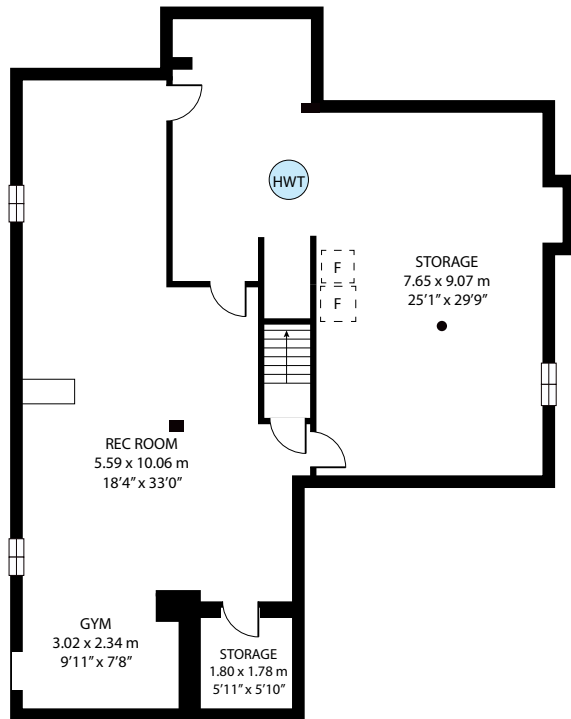 HWT
STORAGE
7.65 x 9.07 m
25'1" x 29'9"
F
F
REC ROOM
5.59 x 10.06 m
18'4" x 33'0"
GYM
3.02 x 2.34 m
9'11" x 7'8"
STORAGE
1.80 x 1.78 m
5'11" x 5'10"